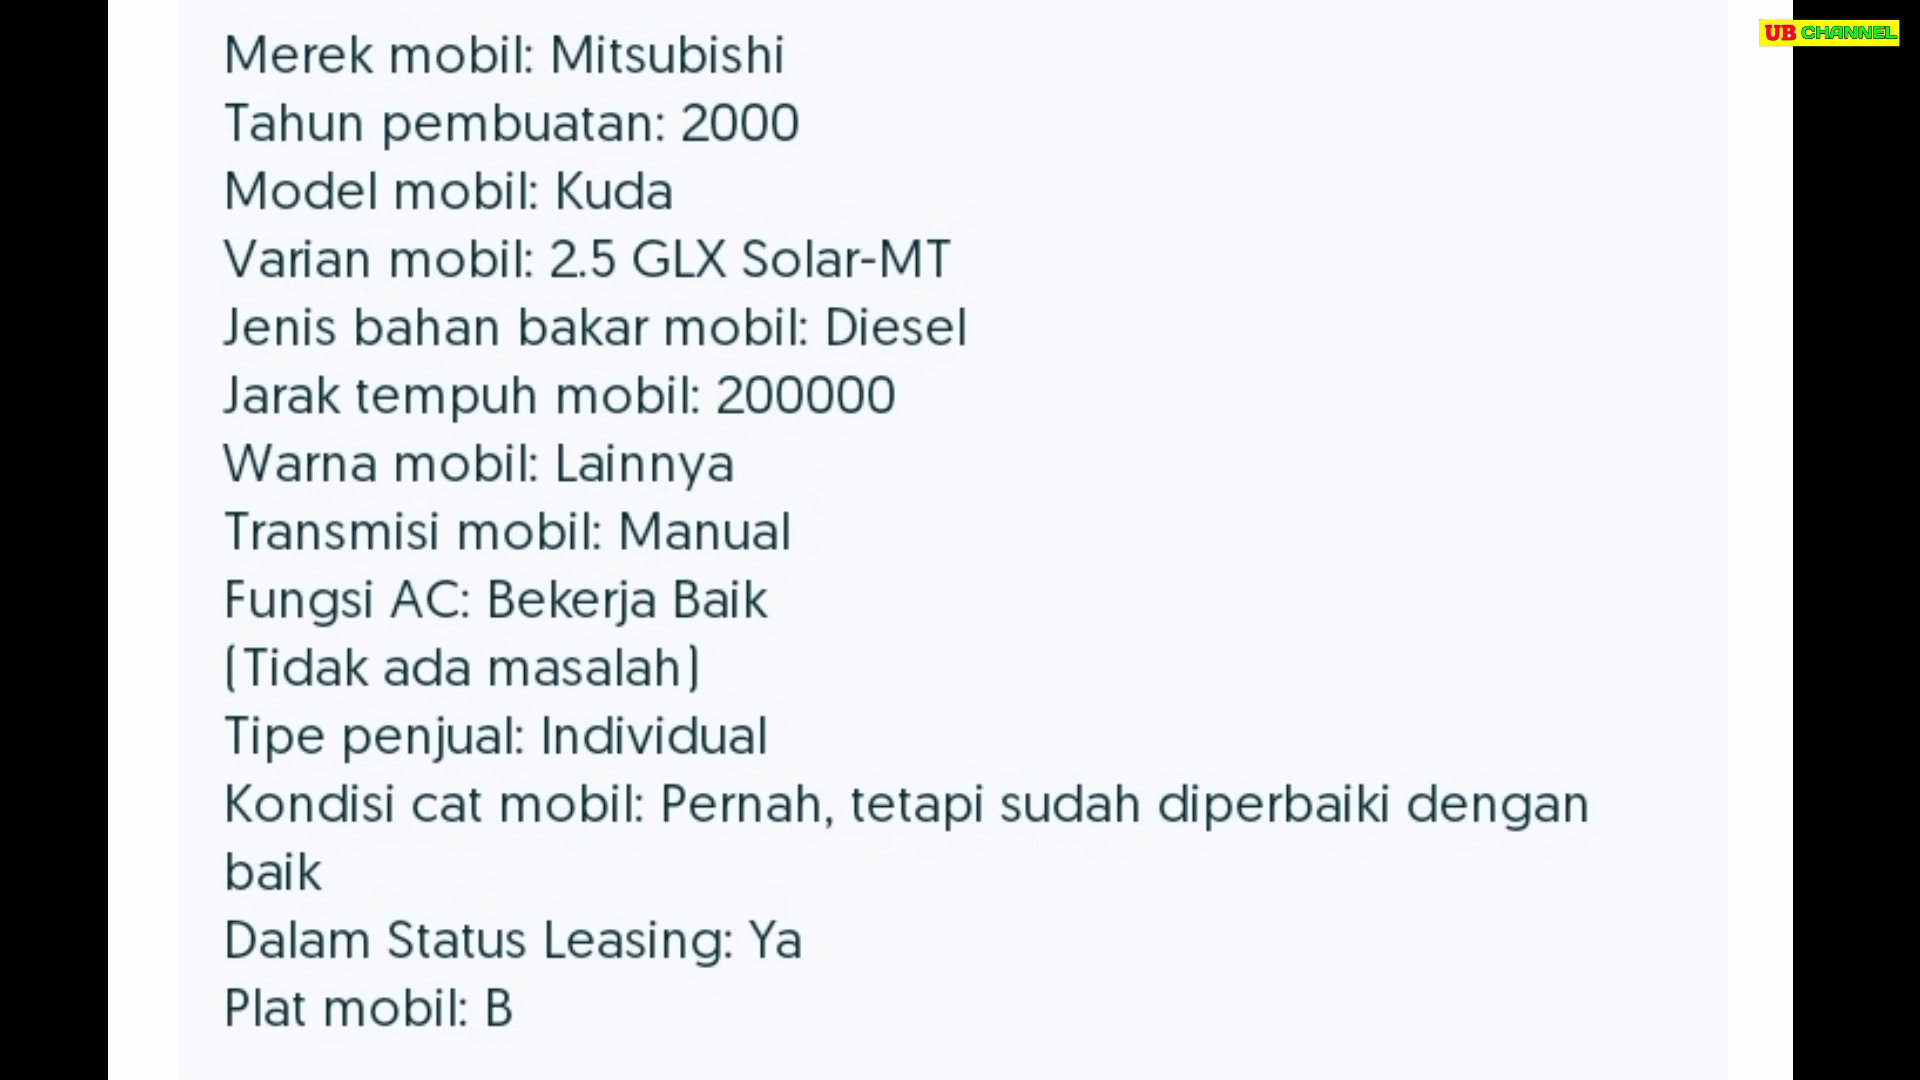 UB CHANNEL
Merek mobil: Mitsubishi
Tahun pembuatan: 2000
Model mobil: Kuda
Varian mobil: 2.5 GLX Solar-MT
Jenis bahan bakar mobil: Diesel
Jarak tempuh mobil: 200000
Warna mobil: Lainnya
Transmisi mobil: Manual
Fungsi AC: Bekerja Baik
(Tidak ada masalah)
Tipe penjual: Individual
Kondisi cat mobil: Pernah, tetapi sudah diperbaiki dengan
baik
Dalam Status Leasing: Ya
Plat mobil: B